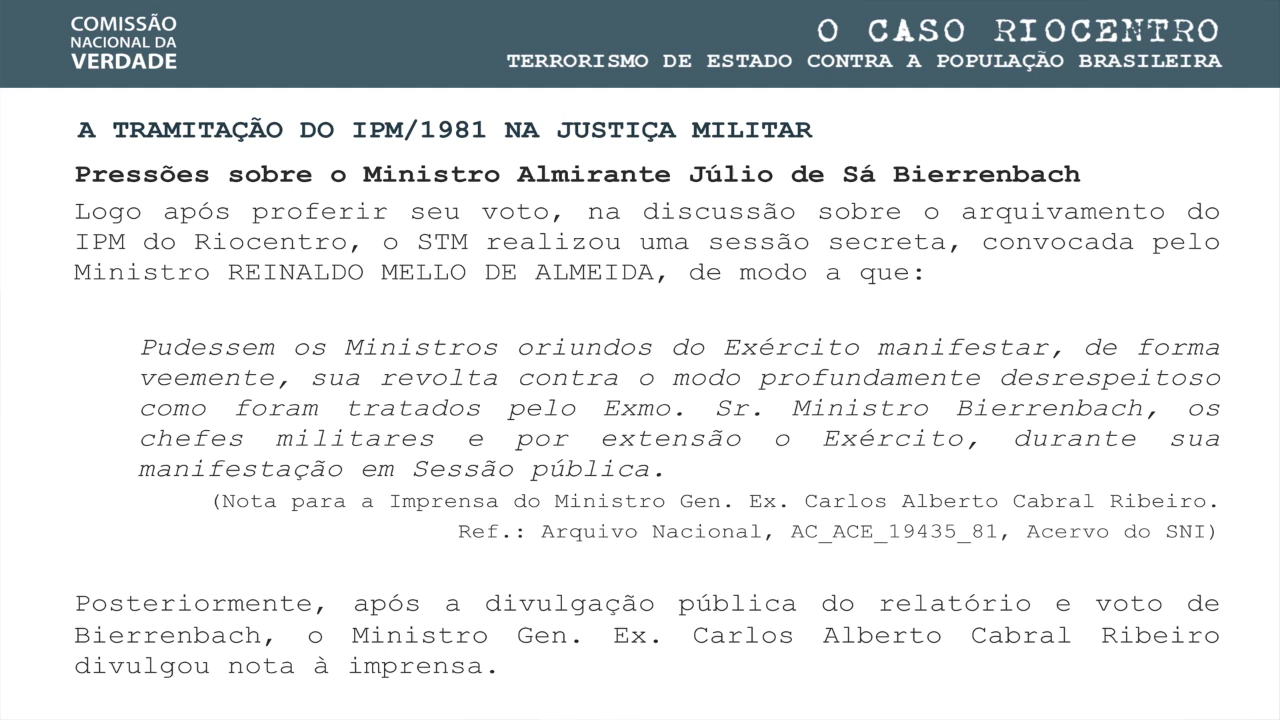 COMISSÃO
NACIONAL DA
VERDADE
O CASO RIOCENTRO
TERRORISMO DE ESTADO CONTRA A POPULAÇÃO BRASILEIRA
A TRAMITAÇÃO DO IPM/1981 NA JUSTIÇA MILITAR
Pressões sobre o Ministro Almirante Júlio de Sá Bierrenbach
Logo após proferir seu voto, na discussão sobre o arquivamento do
IPM do Riocentro, o STM realizou uma sessão secreta, convocada pelo
Ministro REINALDO MELLO DE ALMEIDA, de modo a que:
Pudessem os Ministros oriundos do Exército manifestar, de forma
veemente, sua revolta contra o modo profundamente desrespeitoso
como foram tratados pelo Exmo. Sr. Ministro Bierrenbach, os
chefes militares e por extensão o Exército, durante sua
manifestação em Sessão pública.
(Nota para a Imprensa do Ministro Gen. Ex. Carlos Alberto Cabral Ribeiro.
Ref.: Arquivo Nacional, AC_ACE_19435_81, Acervo do SNI)
Posteriormente, após a divulgação pública do relatório e voto de
Bierrenbach, o Ministro Gen. Ex. Carlos Alberto Cabral Ribeiro
divulgou nota à imprensa.